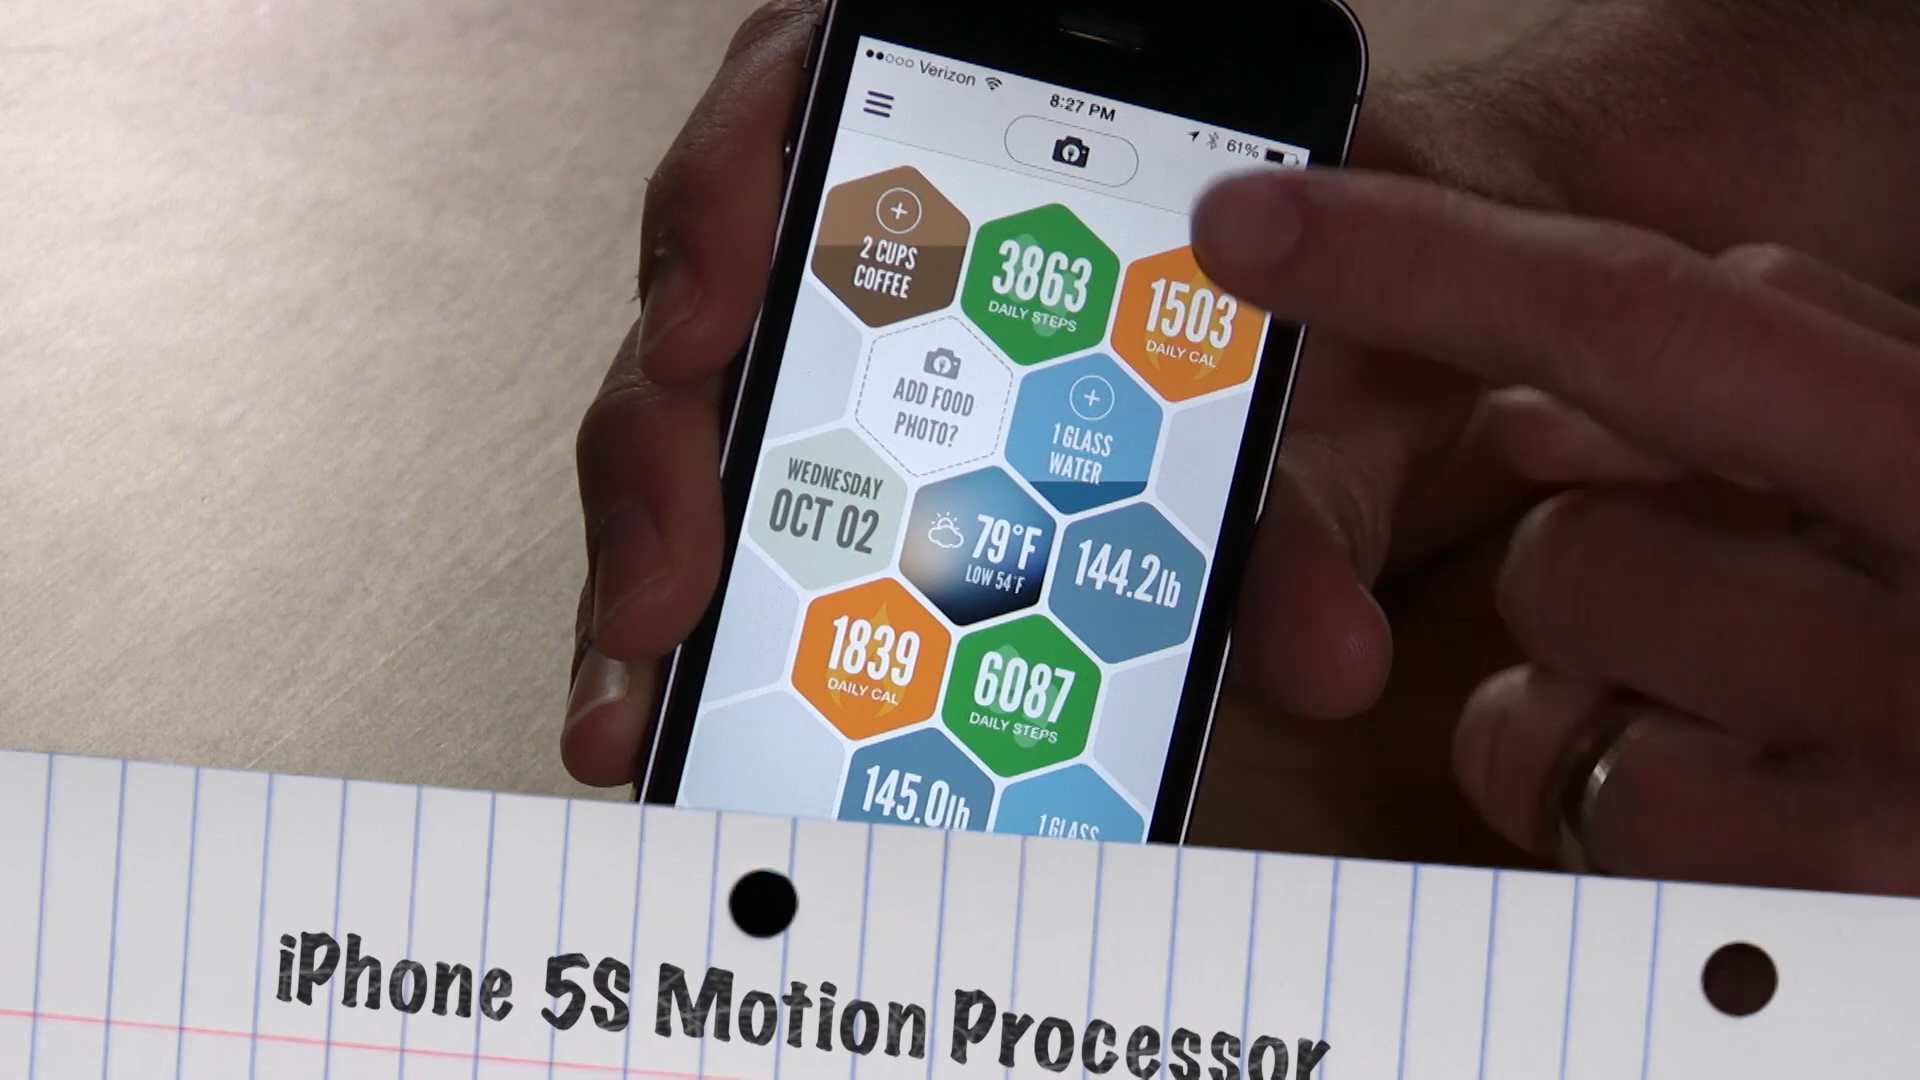 Verizon
8:27 PM
61%
2 CUPS
COFFEE
3863
DAILY STEPS
1503
DAILY CAL
ADD FOOD
PHOTO?
1 GLASS
WATER
WEDNESDAY
OCT 02
79°F
LOW 54°F
144.2lb
1839
DAILY CAL
6087
DAILY STEPS
145.0lb
1 GLASS
iPhone 5S Motion Processor